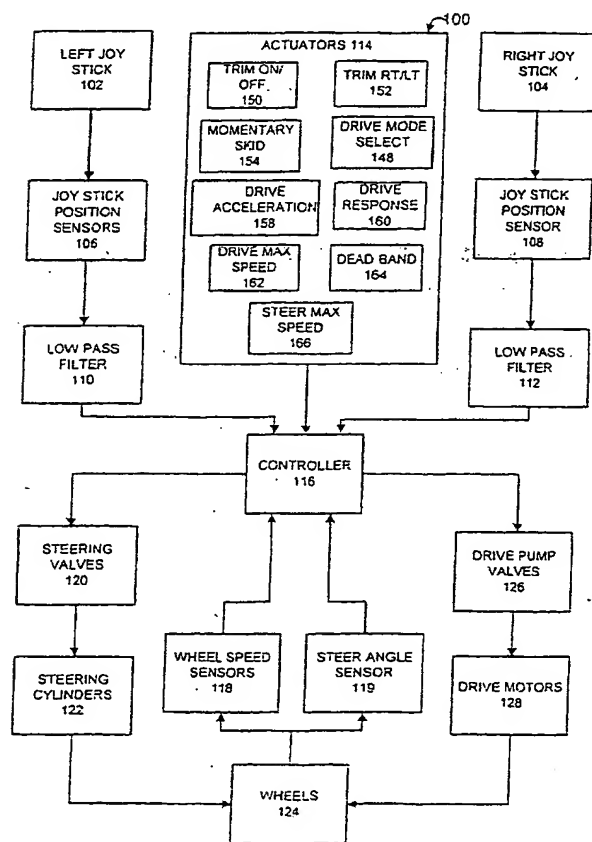 100
LEFT JOY
STICK
102
ACTUATORS 114
TRIM ON/
OFF
150
TRIM RT/LT
152
MOMENTARY
SKID
154
DRIVE MODE
SELECT
148
DRIVE
ACCELERATION
158
DRIVE
RESPONSE
160
DRIVE MAX
SPEED
162
DEAD BAND
164
STEER MAX
SPEED
166
RIGHT JOY
STICK
104
JOY STICK
POSITION
SENSORS
106
JOY STICK
POSITION
SENSOR
108
LOW PASS
FILTER
110
LOW PASS
FILTER
112
CONTROLLER
116
STEERING
VALVES
120
DRIVE PUMP
VALVES
126
WHEEL SPEED
SENSORS
118
STEER ANGLE
SENSOR
119
STEERING
CYLINDERS
122
DRIVE MOTORS
128
WHEELS
124